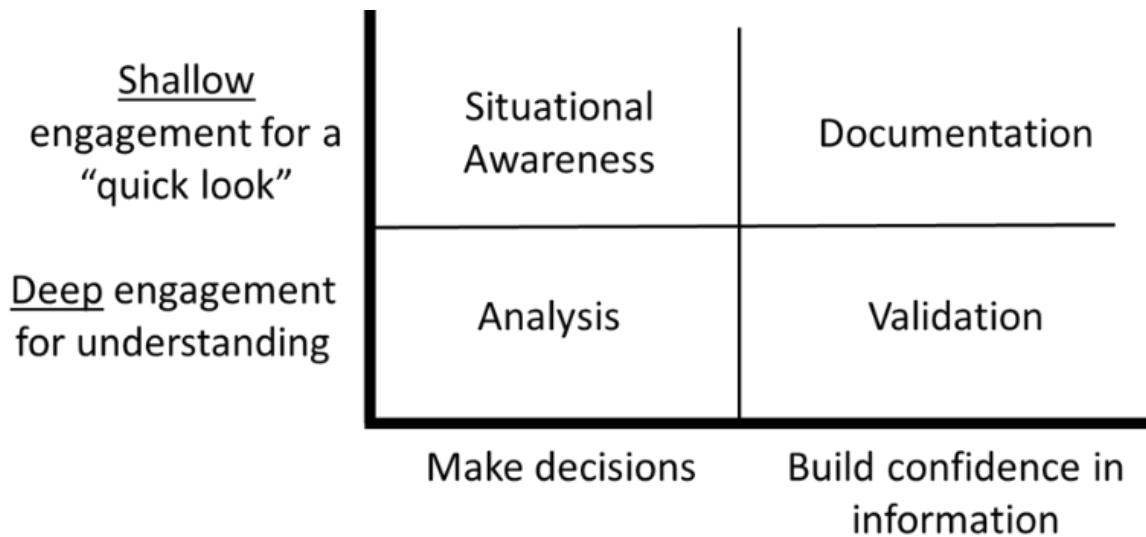 Shallow
engagement for a
“quick look”
Situational
Awareness
Documentation
Deep engagement
for understanding
Analysis
Validation
Make decisions
Build confidence in
information